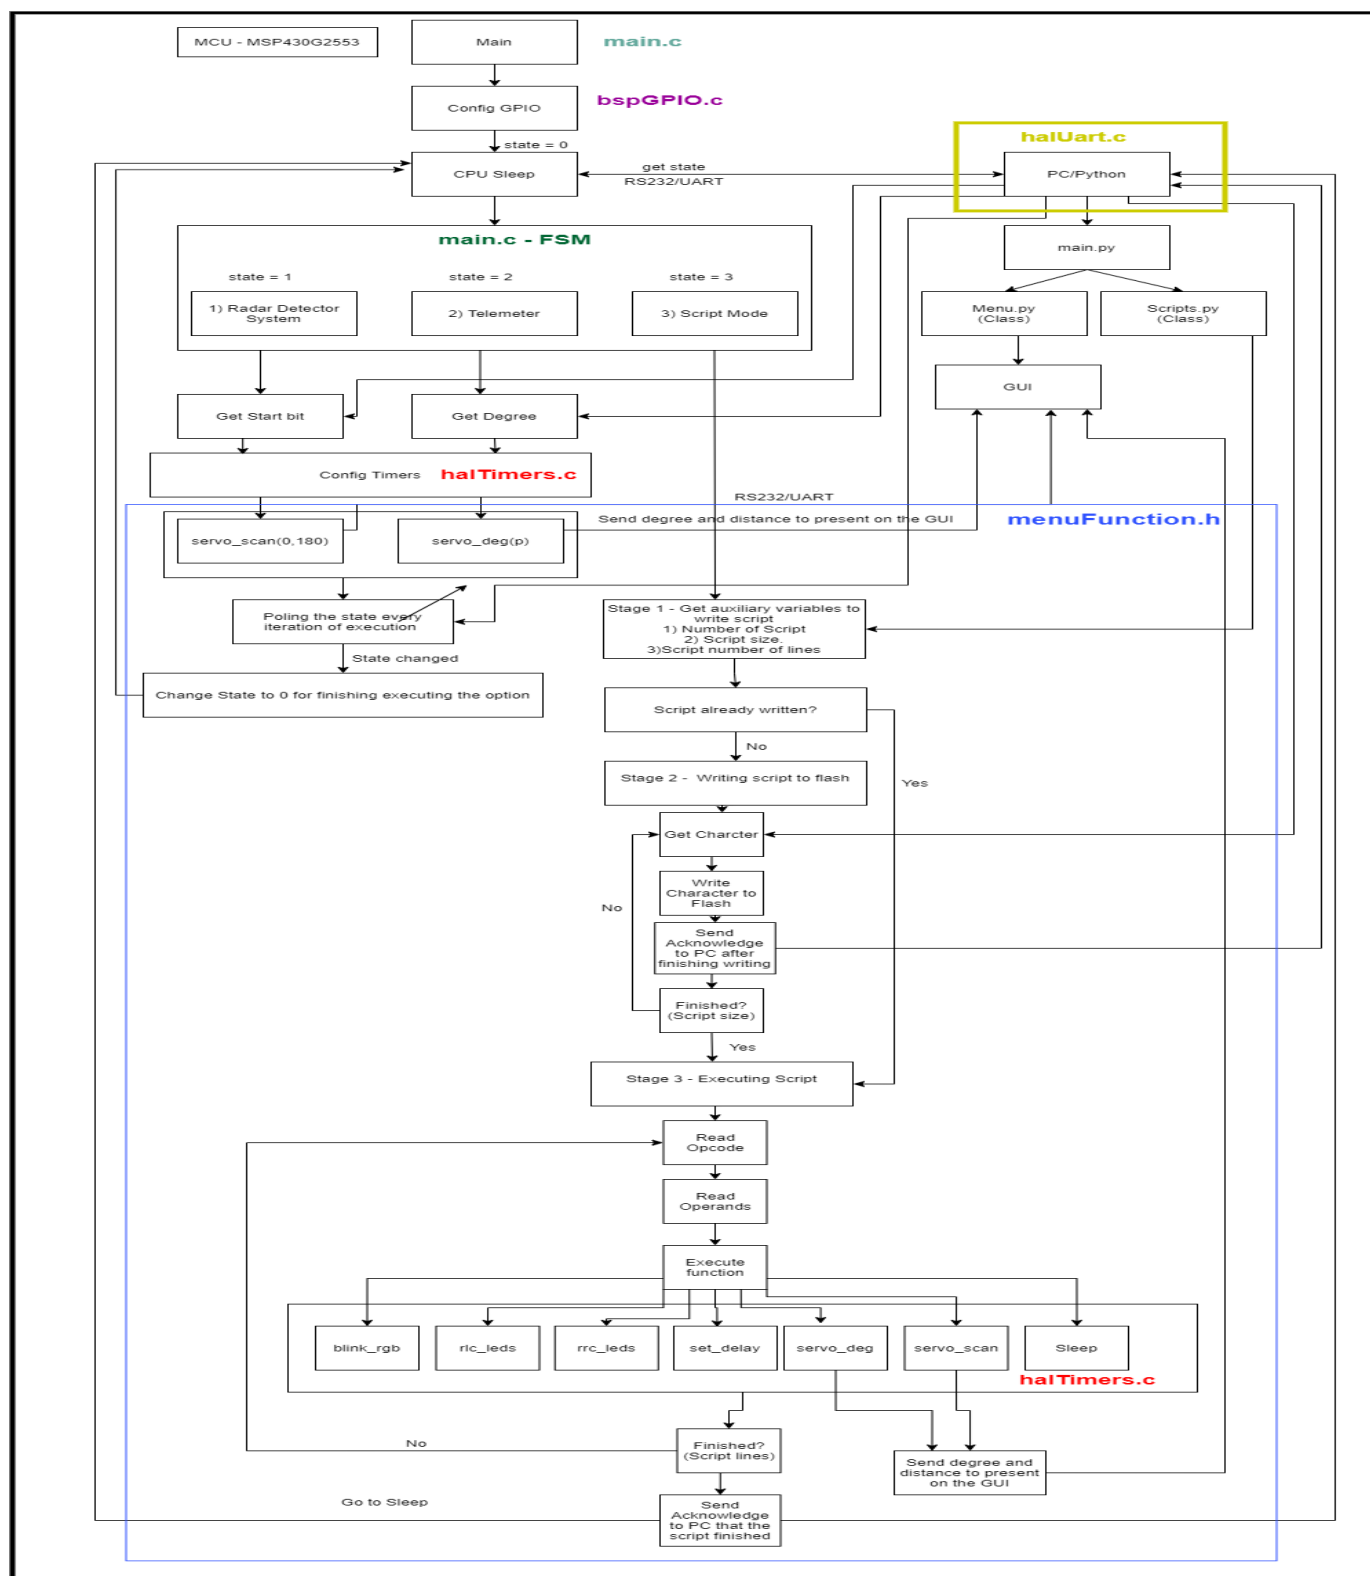 MCU - MSP430G2553
Main
main.c
Config GPIO
bspGPIO.c
state = 0
halUart.c
CPU Sleep
get state
RS232/UART
PC/Python
main.c - FSM
main.py
state = 1
state = 2
state = 3
1) Radar Detector
System
2) Telemeter
3) Script Mode
Menu.py
(Class)
Scripts.py
(Class)
GUI
Get Start bit
Get Degree
Config Timers
halTimers.c
RS232/UART
Send degree and distance to present on the GUI
menuFunction.h
servo_scan(0,180)
servo_deg(p)
Poling the state every
iteration of execution
State changed
Change State to 0 for finishing executing the option
Stage 1 - Get auxiliary variables to
write script
1) Number of Script
2) Script size.
3)Script number of lines
Script already written?
No
Yes
Stage 2 - Writing script to flash
Get Charcter
Write
Character to
Flash
No
Send
Acknowledge
to PC after
finishing writing
Finished?
(Script size)
Yes
Stage 3 - Executing Script
Read
Opcode
Read
Operands
Execute
function
blink_rgb
rlc_leds
rrc_leds
set_delay
servo_deg
servo_scan
Sleep
halTimers.c
No
Finished?
(Script lines)
Send degree and
distance to present
on the GUI
Go to Sleep
Send
Acknowledge
to PC that the
script finished